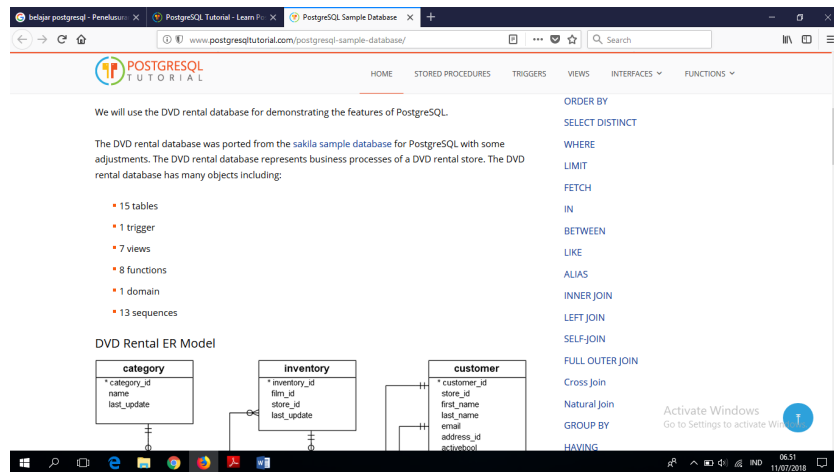 belajar postgresql - Penelusura
PostgreSQL Tutorial - Learn Po
PostgreSQL Sample Database
www.postgresqltutorial.com/postgresql-sample-database/
Search
POSTGRESQL
TUTORIAL
HOME
STORED PROCEDURES
TRIGGERS
VIEWS
INTERFACES
FUNCTIONS
We will use the DVD rental database for demonstrating the features of PostgreSQL.
The DVD rental database was ported from the sakila sample database for PostgreSQL with some
adjustments. The DVD rental database represents business processes of a DVD rental store. The DVD
rental database has many objects including:
15 tables
1 trigger
7 views
8 functions
1 domain
13 sequences
DVD Rental ER Model
category
* category_id
name
last_update
inventory
* inventory_id
film_id
store_id
last_update
customer
* customer_id
store_id
first_name
last_name
email
address_id
activebool
ORDER BY
SELECT DISTINCT
WHERE
LIMIT
FETCH
IN
BETWEEN
LIKE
ALIAS
INNER JOIN
LEFT JOIN
SELF-JOIN
FULL OUTER JOIN
Cross Join
Natural Join
GROUP BY
HAVING
Activate Windows
Go to Settings to activate Win
IND
06.51
11/07/2018